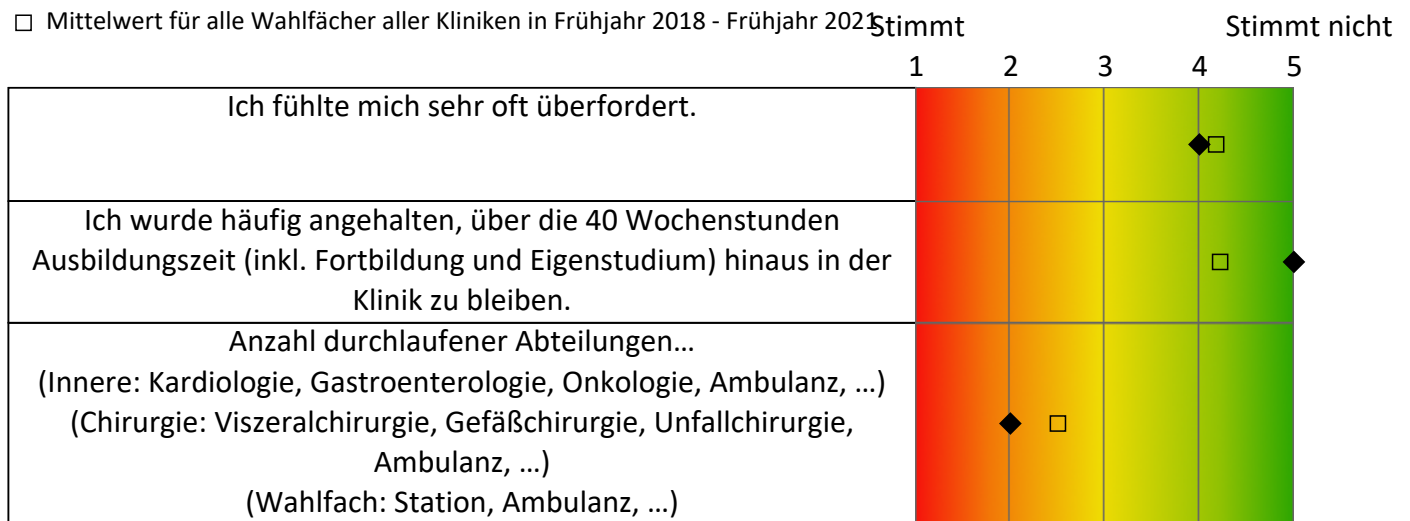 □ Mittelwert für alle Wahlfächer aller Kliniken in Frühjahr 2018 - Frühjahr 2021
Stimmt Stimmt nicht
1 2 3 4 5
Ich fühlte mich sehr oft überfordert.
Ich wurde häufig angehalten, über die 40 Wochenstunden
Ausbildungszeit (inkl. Fortbildung und Eigenstudium) hinaus in der
Klinik zu bleiben.
Anzahl durchlaufener Abteilungen…
(Innere: Kardiologie, Gastroenterologie, Onkologie, Ambulanz, …)
(Chirurgie: Viszeralchirurgie, Gefäßchirurgie, Unfallchirurgie,
Ambulanz, …)
(Wahlfach: Station, Ambulanz, …)